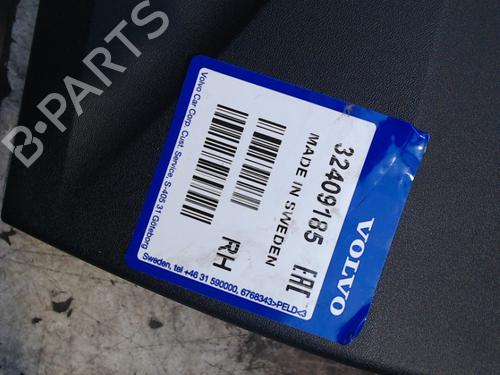 B-PARTS
VOLVO
32409185
EAC
MADE IN SWEDEN
RH
Volvo Car Corp. Cust. Service, S-405 31 Göteborg
Sweden, tel +46 31 590000, 6768343>PELD<3